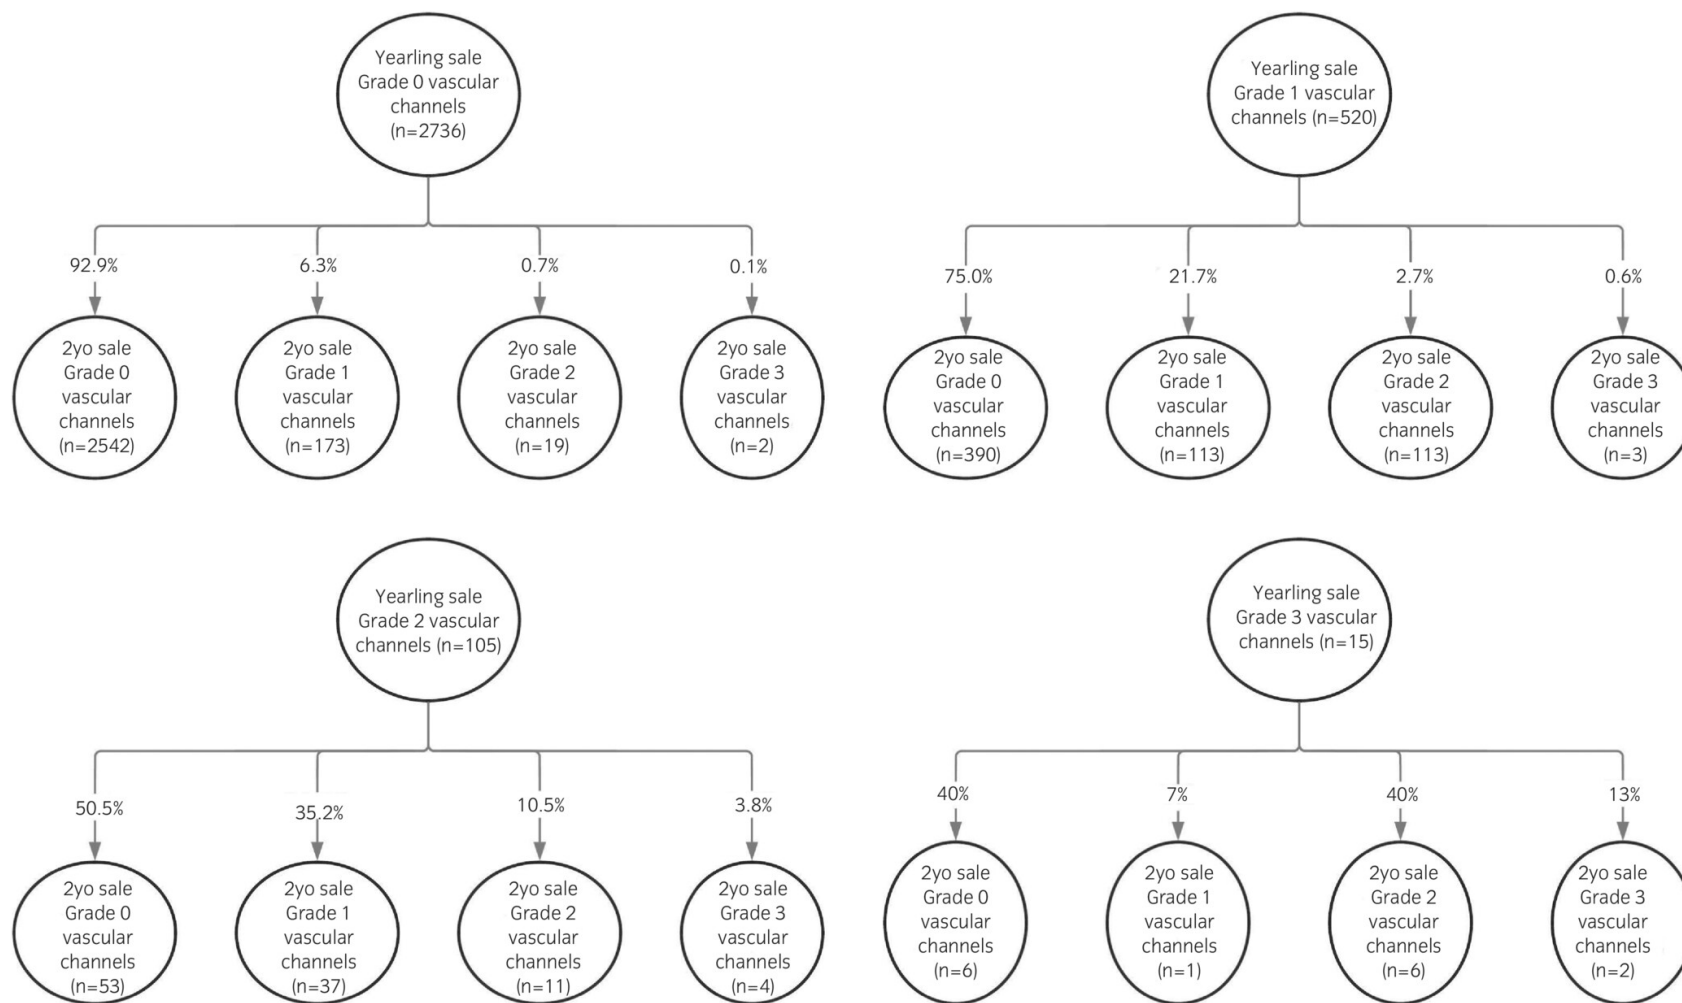 Yearling sale
Grade 0 vascular
channels
(n=2736)
92.9%
6.3%
0.7%
0.1%
2yo sale
Grade 0
vascular
channels
(n=2542)
2yo sale
Grade 1
vascular
channels
(n=173)
2yo sale
Grade 2
vascular
channels
(n=19)
2yo sale
Grade 3
vascular
channels
(n=2)
Yearling sale
Grade 1 vascular
channels (n=520)
75.0%
21.7%
2.7%
0.6%
2yo sale
Grade 0
vascular
channels
(n=390)
2yo sale
Grade 1
vascular
channels
(n=113)
2yo sale
Grade 2
vascular
channels
(n=113)
2yo sale
Grade 3
vascular
channels
(n=3)
Yearling sale
Grade 2 vascular
channels (n=105)
50.5%
35.2%
10.5%
3.8%
2yo sale
Grade 0
vascular
channels
(n=53)
2yo sale
Grade 1
vascular
channels
(n=37)
2yo sale
Grade 2
vascular
channels
(n=11)
2yo sale
Grade 3
vascular
channels
(n=4)
Yearling sale
Grade 3 vascular
channels (n=15)
40%
7%
40%
13%
2yo sale
Grade 0
vascular
channels
(n=6)
2yo sale
Grade 1
vascular
channels
(n=1)
2yo sale
Grade 2
vascular
channels
(n=6)
2yo sale
Grade 3
vascular
channels
(n=2)